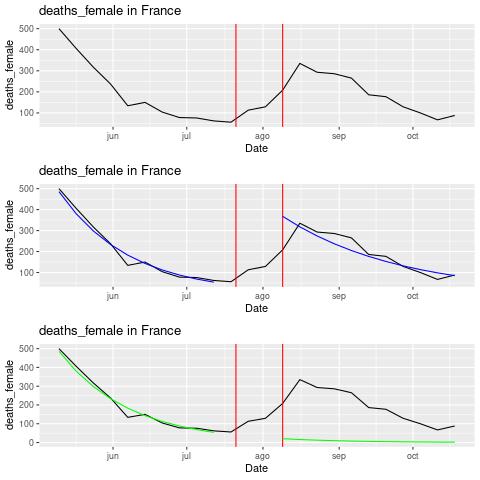 deaths_female in France
deaths_female
500
400
300
200
100
jun
jul
ago
sep
oct
Date
deaths_female in France
deaths_female
500
400
300
200
100
jun
jul
ago
sep
oct
Date
deaths_female in France
deaths_female
500
400
300
200
100
0
jun
jul
ago
sep
oct
Date